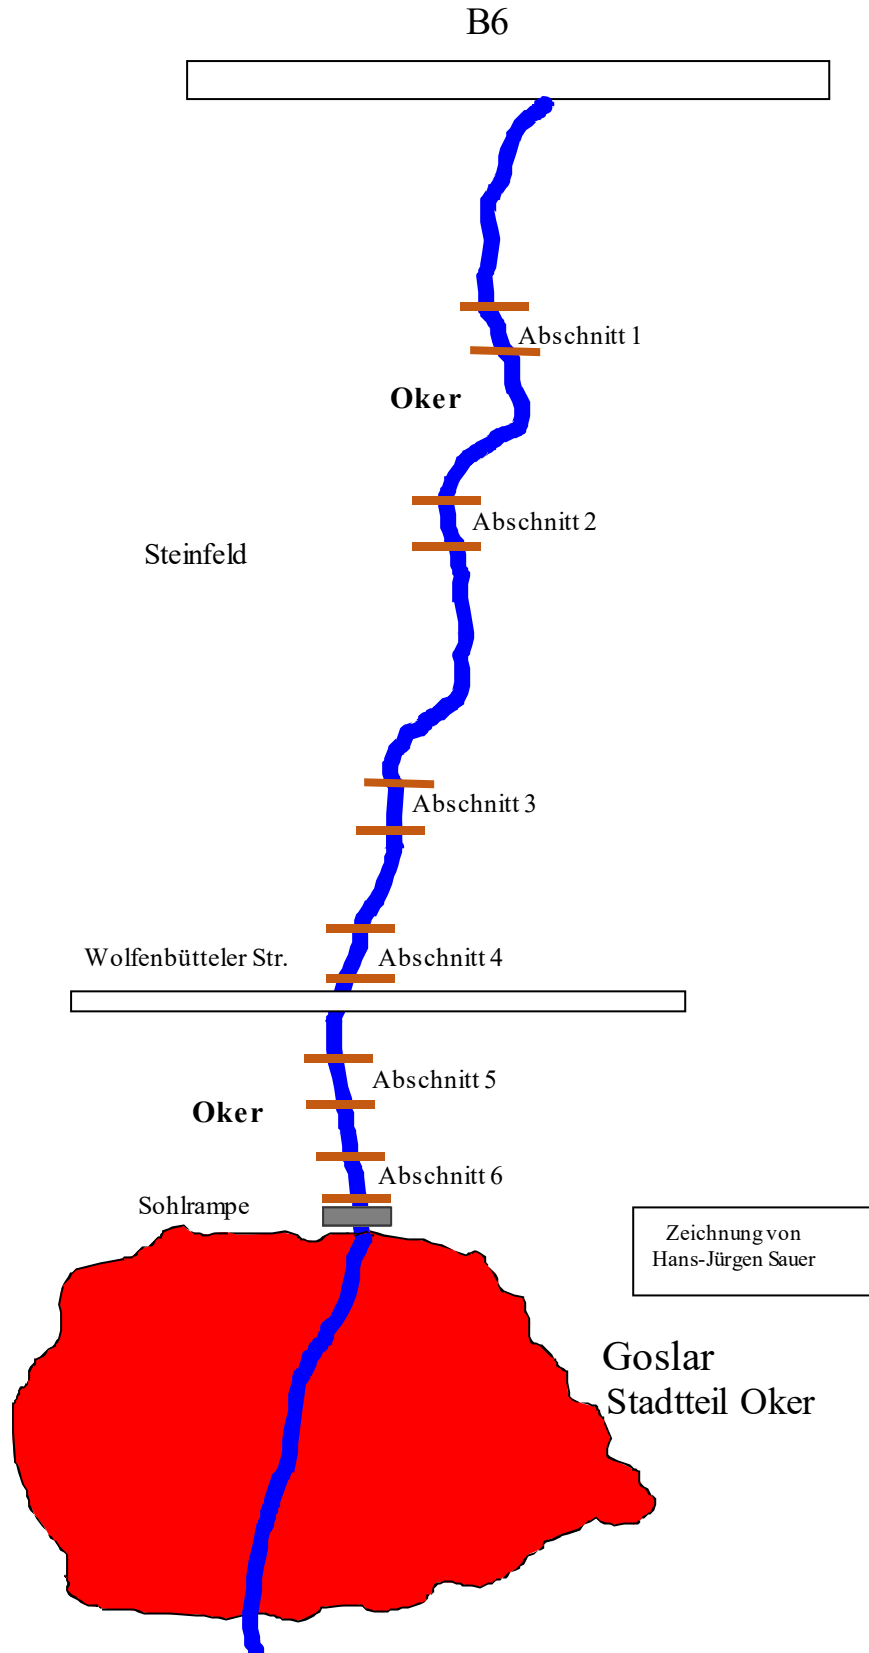 B6
Abschnitt 1
Oker
Abschnitt 2
Steinfeld
Abschnitt 3
Wolfenbütteler Str.
Abschnitt 4
Abschnitt 5
Oker
Abschnitt 6
Sohlrampe
Zeichnung von
Hans-Jürgen Sauer
Goslar
Stadtteil Oker